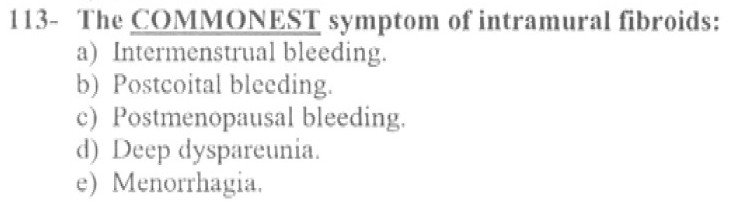 113- The COMMONEST symptom of intramural fibroids:
a) Intermenstrual bleeding.
b) Postcoital bleeding.
c) Postmenopausal bleeding.
d) Deep dyspareunia.
e) Menorrhagia.